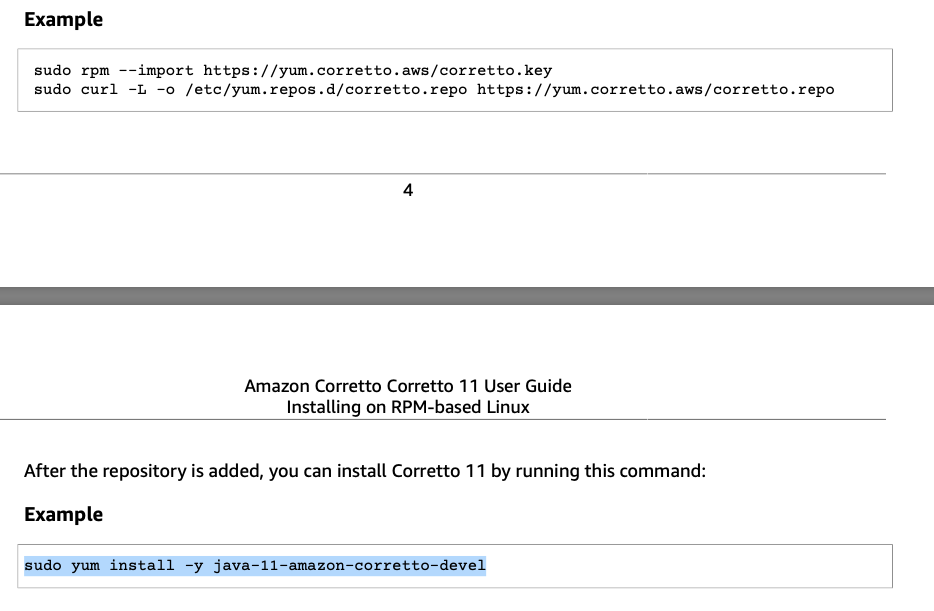 Example
sudo rpm --import https://yum.corretto.aws/corretto.key
sudo curl -L -o /etc/yum.repos.d/corretto.repo https://yum.corretto.aws/corretto.repo
4
Amazon Corretto Corretto 11 User Guide
Installing on RPM-based Linux
After the repository is added, you can install Corretto 11 by running this command:
Example
sudo yum install -y java-11-amazon-corretto-devel